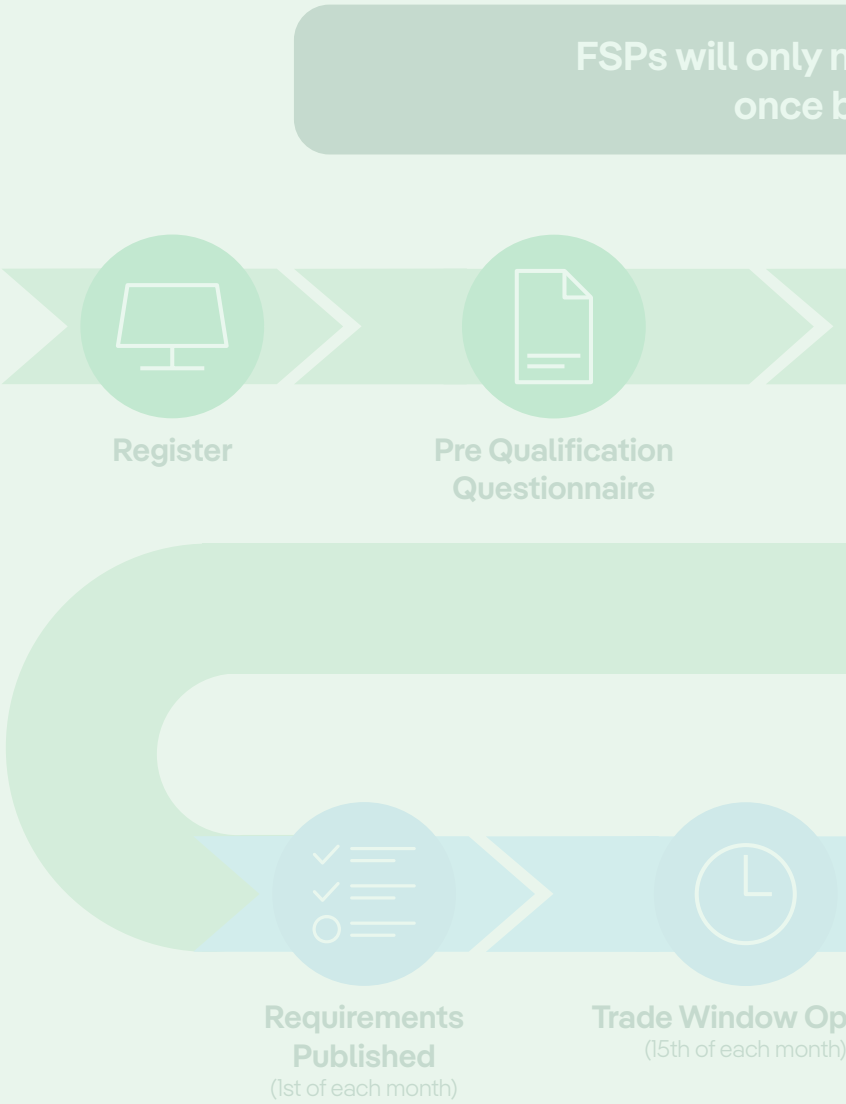 FSPs will only
once
Register
Pre Qualification
Questionnaire
Requirements
Published
(1st of each month)
Trade Window Op
(15th of each month)